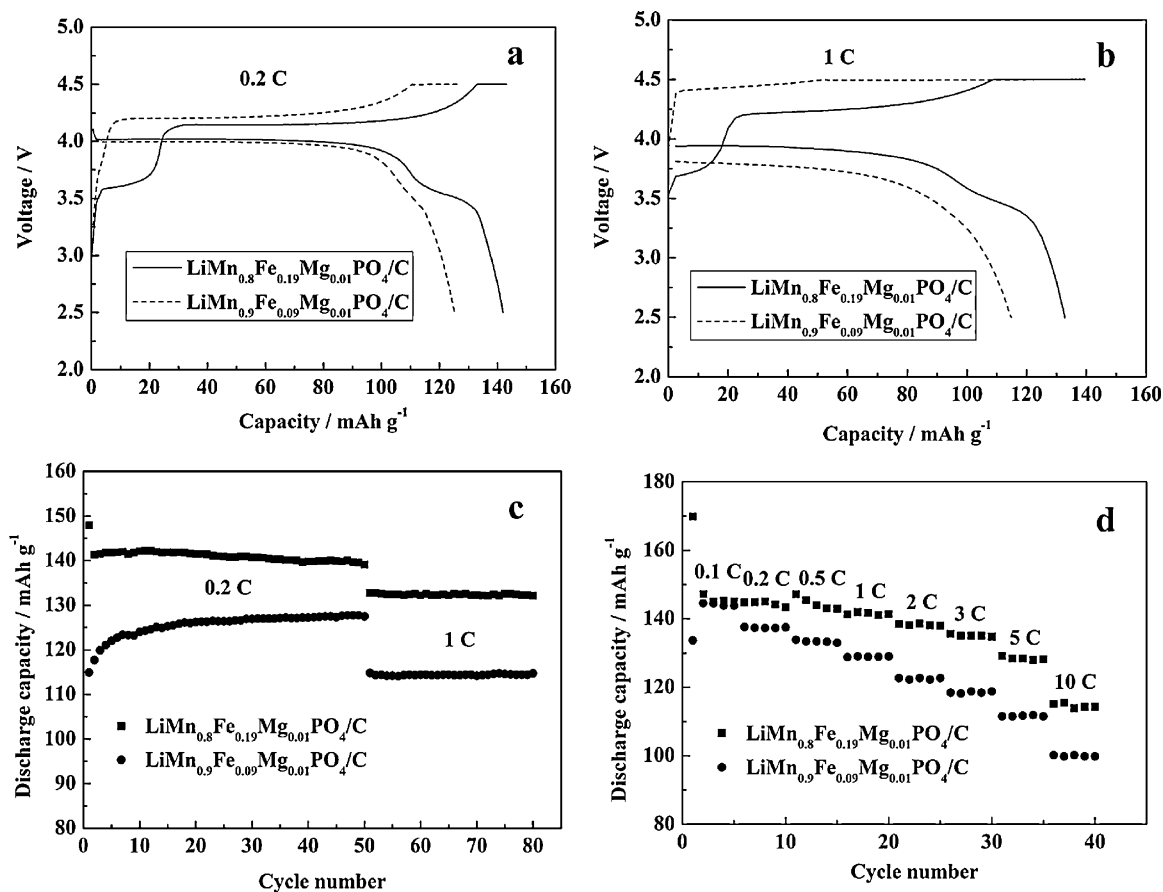 a
0.2 C
5.0
4.5
4.0
3.5
3.0
2.5
2.0
Voltage / V
LiMn0.8Fe0.19Mg0.01PO4/C
LiMn0.9Fe0.09Mg0.01PO4/C
0 20 40 60 80 100 120 140 160
Capacity / mAh g-1
b
1 C
5.0
4.5
4.0
3.5
3.0
2.5
2.0
Voltage / V
LiMn0.8Fe0.19Mg0.01PO4/C
LiMn0.9Fe0.09Mg0.01PO4/C
0 20 40 60 80 100 120 140 160
Capacity / mAh g-1
c
160
150
140
130
120
110
100
90
80
Discharge capacity / mAh g-1
0.2 C
1 C
LiMn0.8Fe0.19Mg0.01PO4/C
LiMn0.9Fe0.09Mg0.01PO4/C
0 10 20 30 40 50 60 70 80
Cycle number
d
180
160
140
120
100
80
Discharge capacity / mAh g-1
0.1 C 0.2 C 0.5 C
1 C
2 C
3 C
5 C
10 C
LiMn0.8Fe0.19Mg0.01PO4/C
LiMn0.9Fe0.09Mg0.01PO4/C
0 10 20 30 40
Cycle number